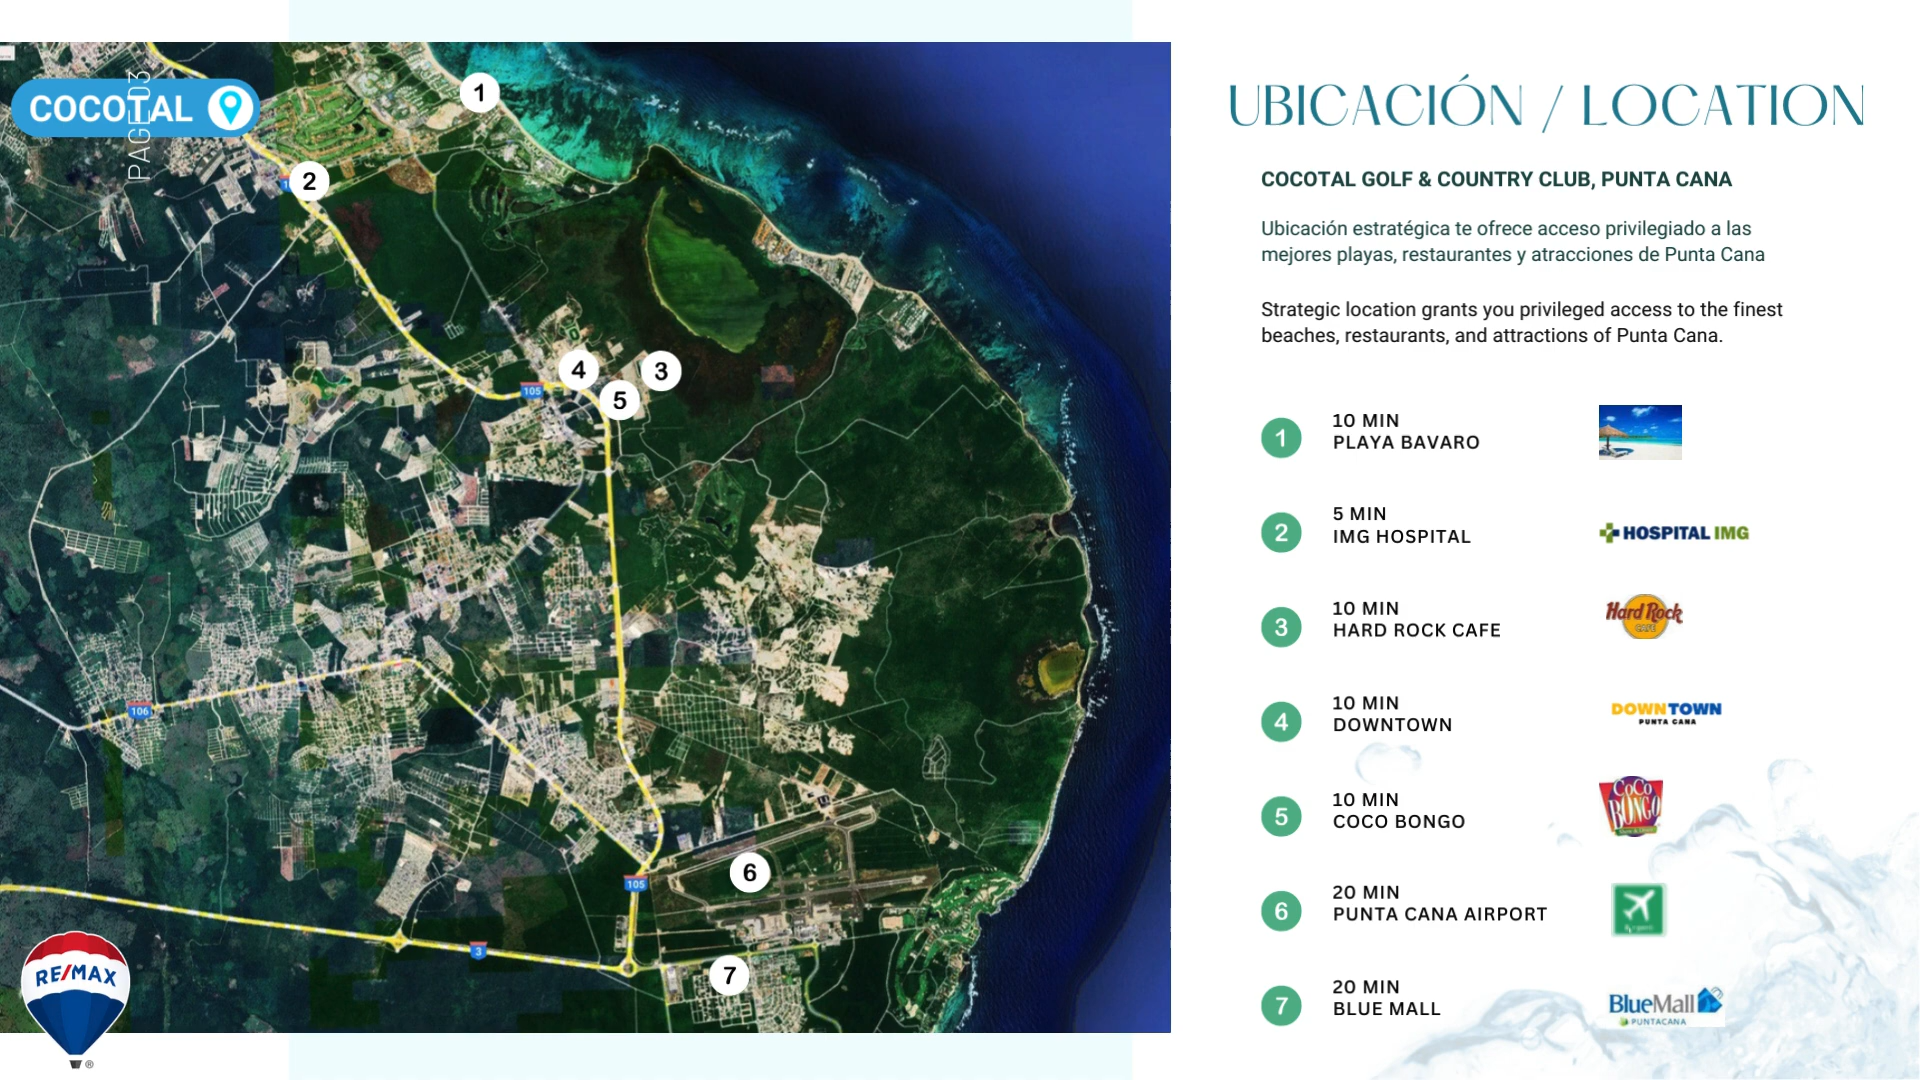 COCOTAL
PAGE 03
1
2
105
4
3
5
106
105
6
3
7
RE/MAX
®
UBICACIÓN / LOCATION
COCOTAL GOLF & COUNTRY CLUB, PUNTA CANA
Ubicación estratégica te ofrece acceso privilegiado a las
mejores playas, restaurantes y atracciones de Punta Cana
Strategic location grants you privileged access to the finest
beaches, restaurants, and attractions of Punta Cana.
1
10 MIN
PLAYA BAVARO
2
5 MIN
IMG HOSPITAL
HOSPITAL IMG
3
10 MIN
HARD ROCK CAFE
Hard Rock
CAFE
4
10 MIN
DOWNTOWN
DOWNTOWN
PUNTA CANA
5
10 MIN
COCO BONGO
COCO
BONGO
6
20 MIN
PUNTA CANA AIRPORT
7
20 MIN
BLUE MALL
BlueMall
PUNTACANA